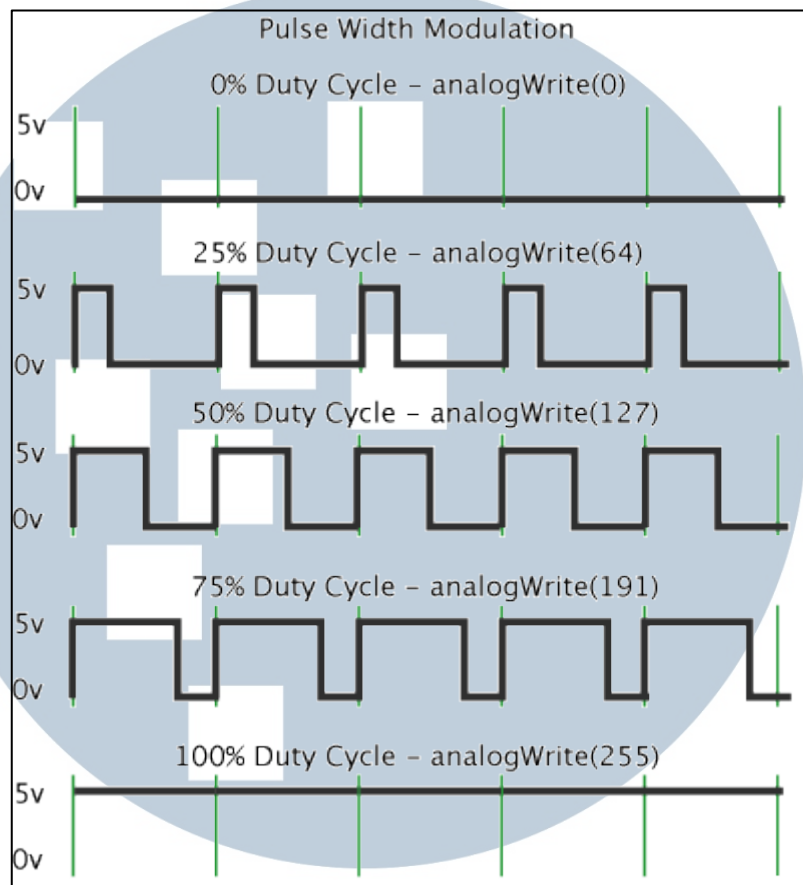 Pulse Width Modulation
0% Duty Cycle – analogWrite(0)
5v
0v
25% Duty Cycle – analogWrite(64)
5v
0v
50% Duty Cycle – analogWrite(127)
5v
0v
75% Duty Cycle – analogWrite(191)
5v
0v
100% Duty Cycle – analogWrite(255)
5v
0v